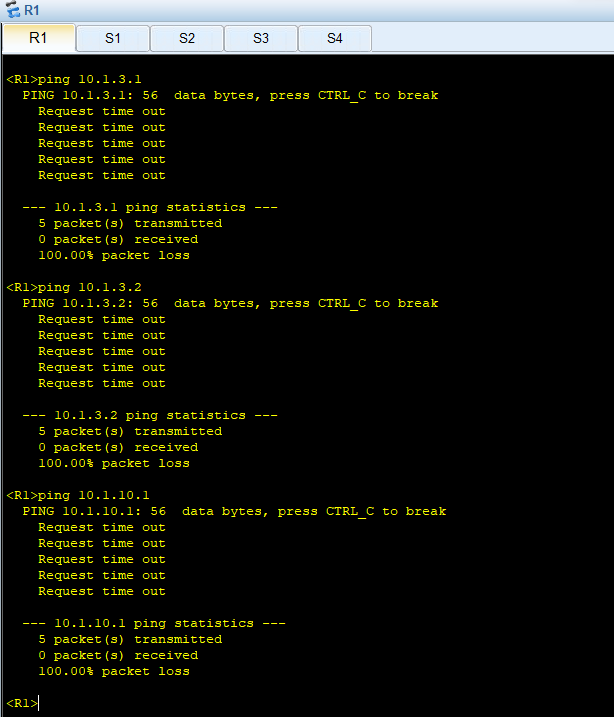 R1
R1 S1 S2 S3 S4
<R1>ping 10.1.3.1
PING 10.1.3.1: 56 data bytes, press CTRL_C to break
Request time out
Request time out
Request time out
Request time out
Request time out
--- 10.1.3.1 ping statistics ---
5 packet(s) transmitted
0 packet(s) received
100.00% packet loss
<R1>ping 10.1.3.2
PING 10.1.3.2: 56 data bytes, press CTRL_C to break
Request time out
Request time out
Request time out
Request time out
Request time out
--- 10.1.3.2 ping statistics ---
5 packet(s) transmitted
0 packet(s) received
100.00% packet loss
<R1>ping 10.1.10.1
PING 10.1.10.1: 56 data bytes, press CTRL_C to break
Request time out
Request time out
Request time out
Request time out
Request time out
--- 10.1.10.1 ping statistics ---
5 packet(s) transmitted
0 packet(s) received
100.00% packet loss
<R1>